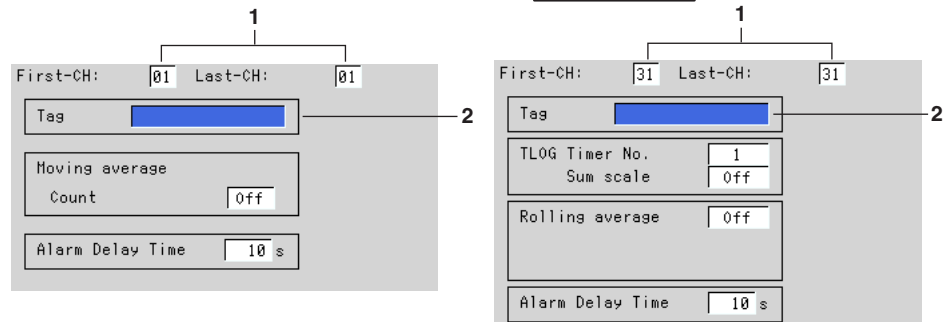 1
First-CH: 01 Last-CH: 01
Tag
2
Moving average
Count Off
Alarm Delay Time 10 s
1
First-CH: 31 Last-CH: 31
Tag
2
TLOG Timer No. 1
Sum scale Off
Rolling average Off
Alarm Delay Time 10 s